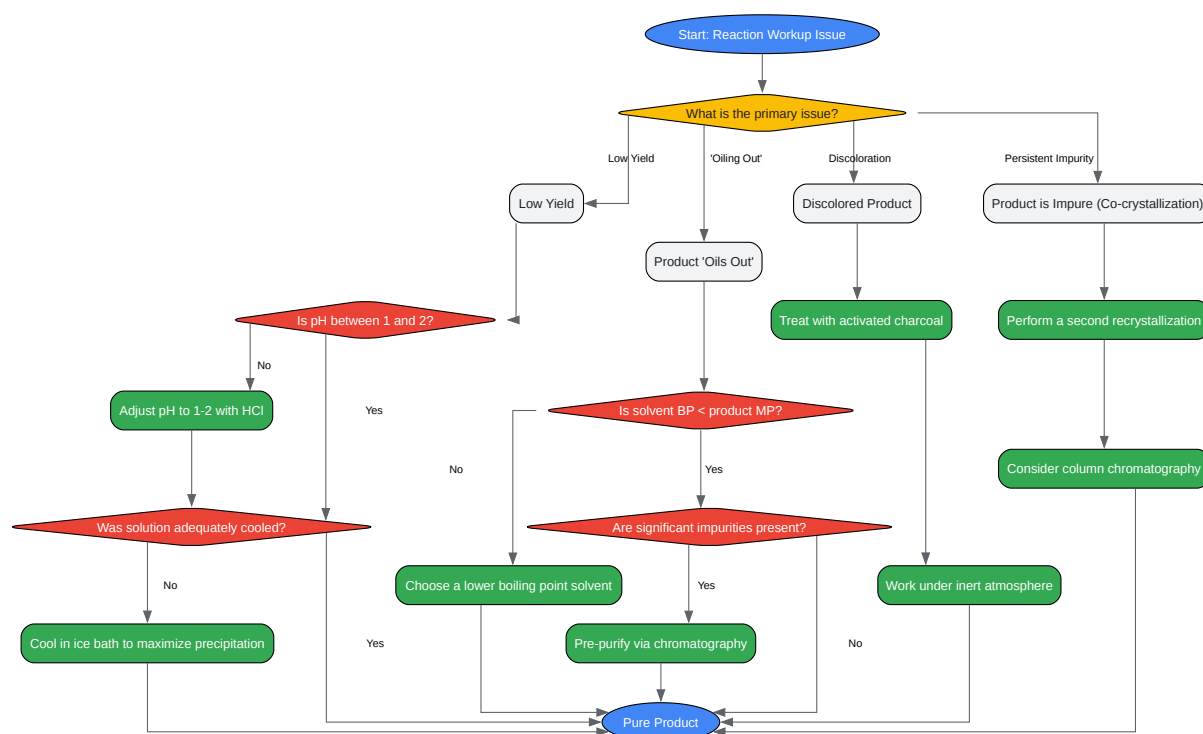 Start: Reaction Workup Issue
What is the primary issue?
Low Yield
'Oiling Out'
Discoloration
Persistent Impurity
Low Yield
Discolored Product
Product is Impure (Co-crystallization)
Product 'Oils Out'
Is pH between 1 and 2?
Treat with activated charcoal
Perform a second recrystallization
No
Adjust pH to 1-2 with HCl
Yes
Is solvent BP < product MP?
No
Yes
Consider column chromatography
Was solution adequately cooled?
Are significant impurities present?
No
Choose a lower boiling point solvent
Yes
Work under inert atmosphere
Cool in ice bath to maximize precipitation
Yes
Pre-purify via chromatography
No
Pure Product